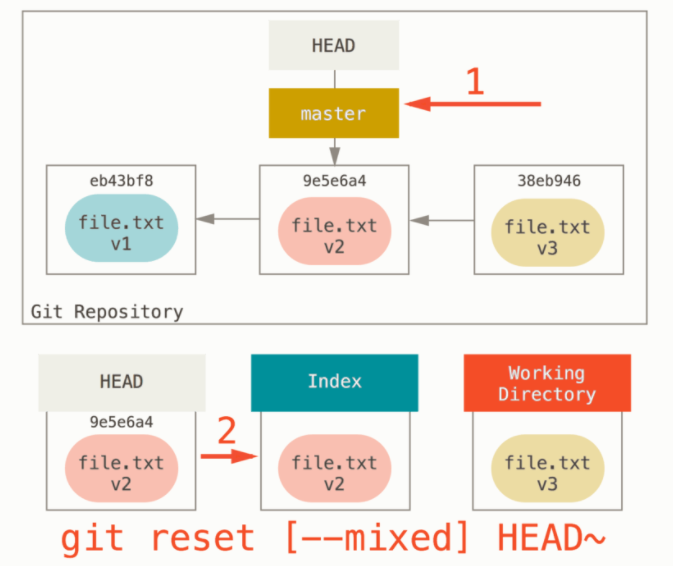 HEAD
1
master
eb43bf8
9e5e6a4
38eb946
file.txt
v1
file.txt
v2
file.txt
v3
Git Repository
HEAD
Index
Working
Directory
9e5e6a4
2
file.txt
v2
file.txt
v2
file.txt
v3
git reset [--mixed] HEAD~